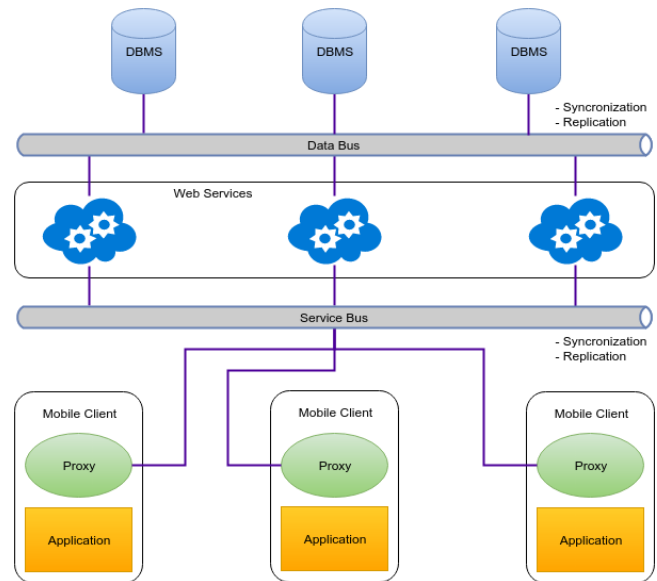 DBMS
DBMS
DBMS
- Syncronization
- Replication
Data Bus
Web Services
Service Bus
- Syncronization
- Replication
Mobile Client
Mobile Client
Mobile Client
Proxy
Proxy
Proxy
Application
Application
Application